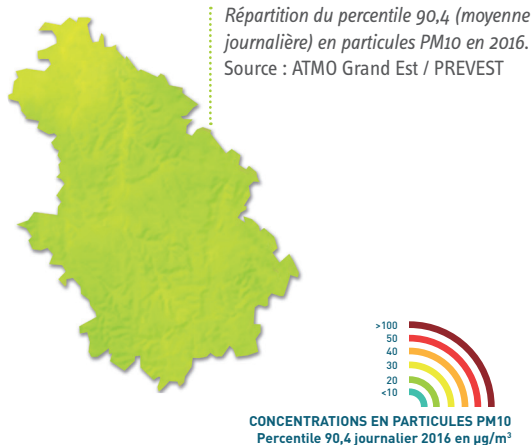 Répartition du percentile 90,4 (moyenne
journalière) en particules PM10 en 2016.
Source : ATMO Grand Est / PREVEST
>100
50
40
30
20
<10
CONCENTRATIONS EN PARTICULES PM10
Percentile 90,4 journalier 2016 en µg/m³